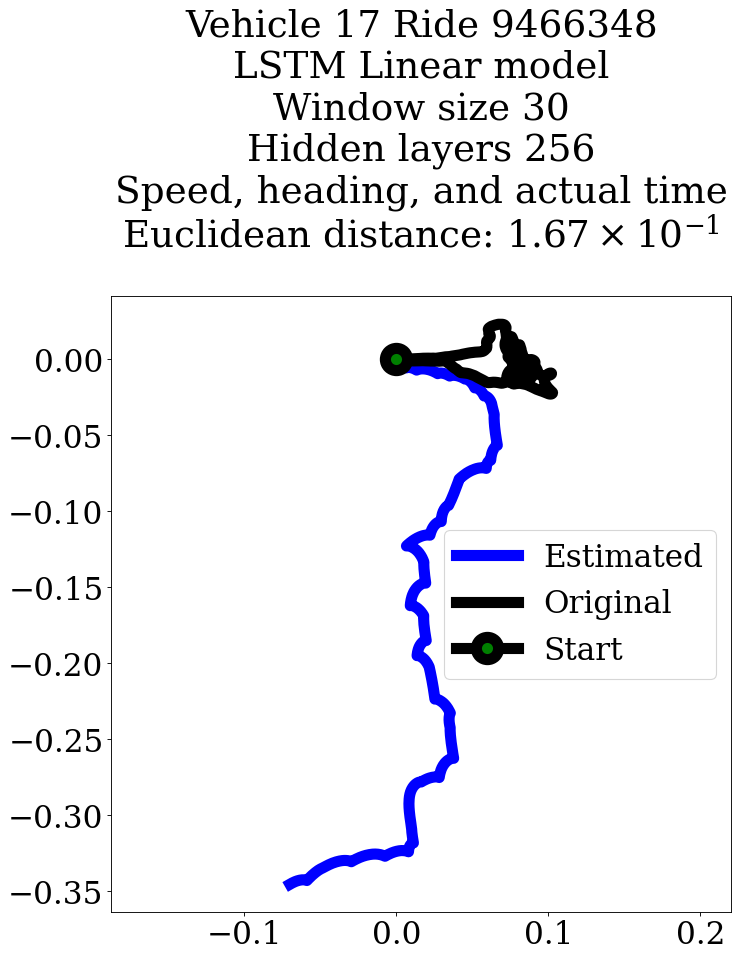 Vehicle 17 Ride 9466348
LSTM Linear model
Window size 30
Hidden layers 256
Speed, heading, and actual time
Euclidean distance: 1.67 × 10⁻¹
0.00
−0.05
−0.10
−0.15
−0.20
−0.25
−0.30
−0.35
Estimated
Original
Start
−0.1 0.0 0.1 0.2